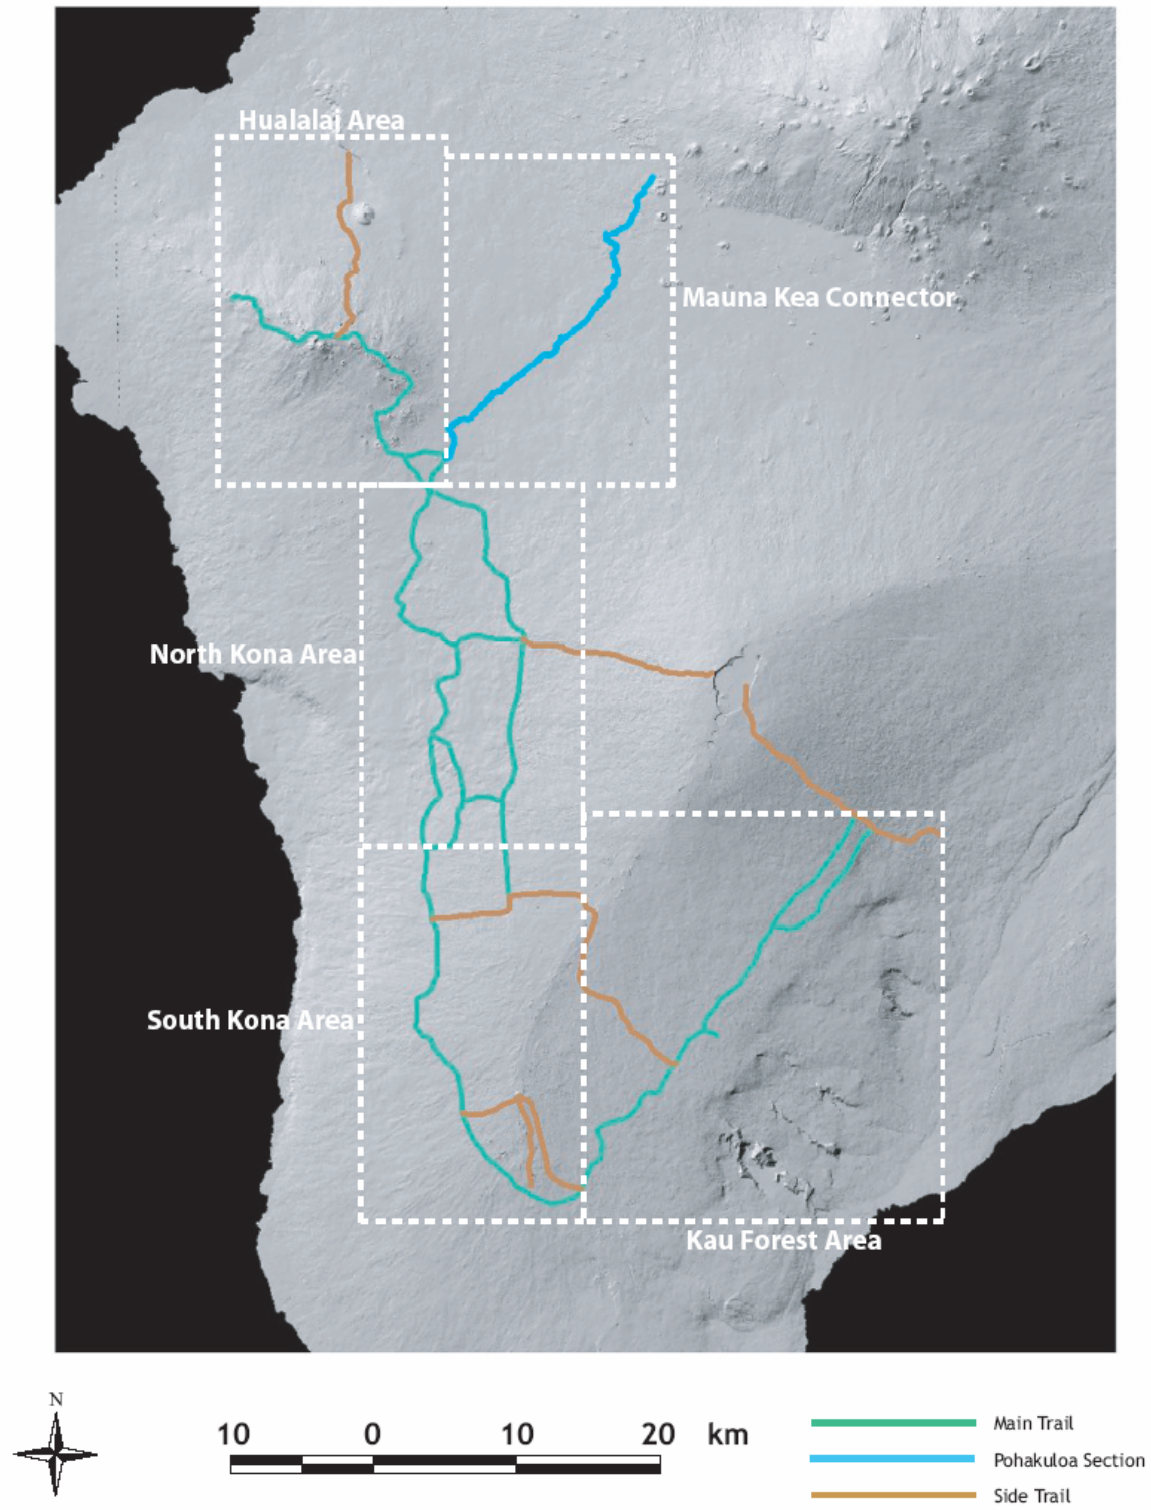 Hualalai Area
Mauna Kea Connector
North Kona Area
South Kona Area
Kau Forest Area
N
10 0 10 20 km
Main Trail
Pohakuloa Section
Side Trail